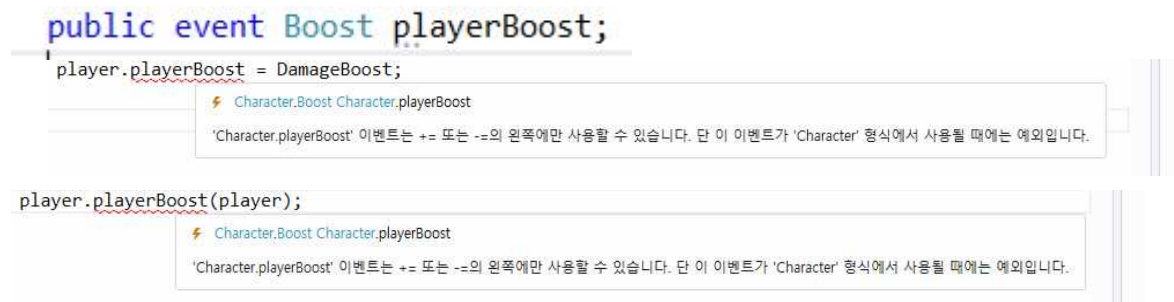 public event Boost playerBoost;
player.playerBoost = DamageBoost;
Character.Boost Character.playerBoost
'Character.playerBoost' 이벤트는 += 또는 -=의 왼쪽에만 사용할 수 있습니다. 단 이 이벤트가 'Character' 형식에서 사용될 때에는 예외입니다.
player.playerBoost(player);
Character.Boost Character.playerBoost
'Character.playerBoost' 이벤트는 += 또는 -=의 왼쪽에만 사용할 수 있습니다. 단 이 이벤트가 'Character' 형식에서 사용될 때에는 예외입니다.